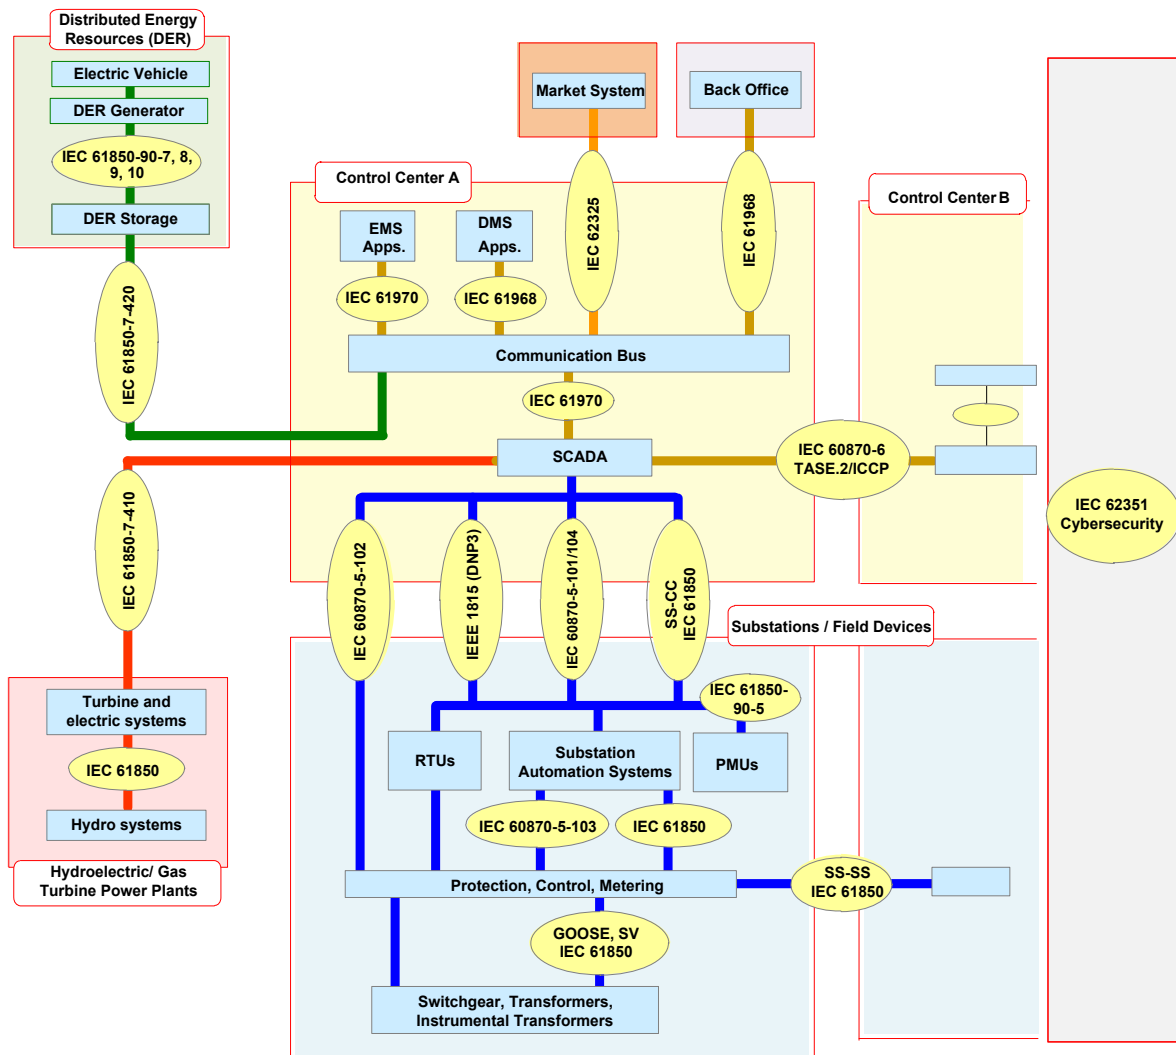 Distributed Energy
Resources (DER)
Electric Vehicle
DER Generator
IEC 61850-90-7, 8,
9, 10
DER Storage
IEC 61850-7-420
Market System
Back Office
IEC 62325
IEC 61968
Control Center A
EMS
Apps.
DMS
Apps.
IEC 61970
IEC 61968
Communication Bus
IEC 61970
SCADA
Control Center B
IEC 60870-6
TASE.2/ICCP
IEC 62351
Cybersecurity
IEC 61850-7-410
IEC 60870-5-102
IEEE 1815 (DNP3)
IEC 60870-5-101/104
SS-CC
IEC 61850
Substations / Field Devices
Turbine and
electric systems
IEC 61850
Hydro systems
Hydroelectric/ Gas
Turbine Power Plants
IEC 61850-
90-5
RTUs
Substation
Automation Systems
PMUs
IEC 60870-5-103
IEC 61850
Protection, Control, Metering
SS-SS
IEC 61850
GOOSE, SV
IEC 61850
Switchgear, Transformers,
Instrumental Transformers